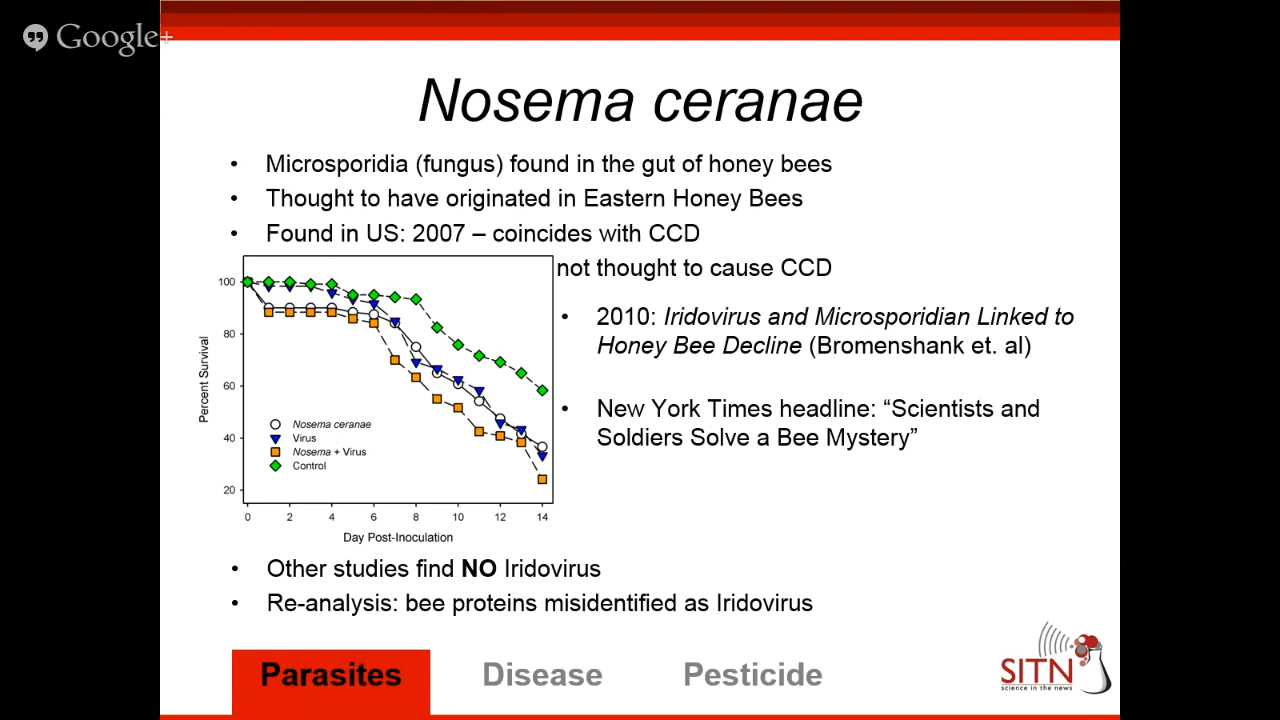 Google+
Nosema ceranae
• Microsporidia (fungus) found in the gut of honey bees
• Thought to have originated in Eastern Honey Bees
• Found in US: 2007 – coincides with CCD
not thought to cause CCD
• 2010: Iridovirus and Microsporidian Linked to
Honey Bee Decline (Bromenshank et. al)
• New York Times headline: “Scientists and
Soldiers Solve a Bee Mystery”
Percent Survival
100
80
60
40
20
Nosema ceranae
Virus
Nosema + Virus
Control
0 2 4 6 8 10 12 14
Day Post-Inoculation
• Other studies find NO Iridovirus
• Re-analysis: bee proteins misidentified as Iridovirus
Parasites Disease Pesticide
SITN
science in the news